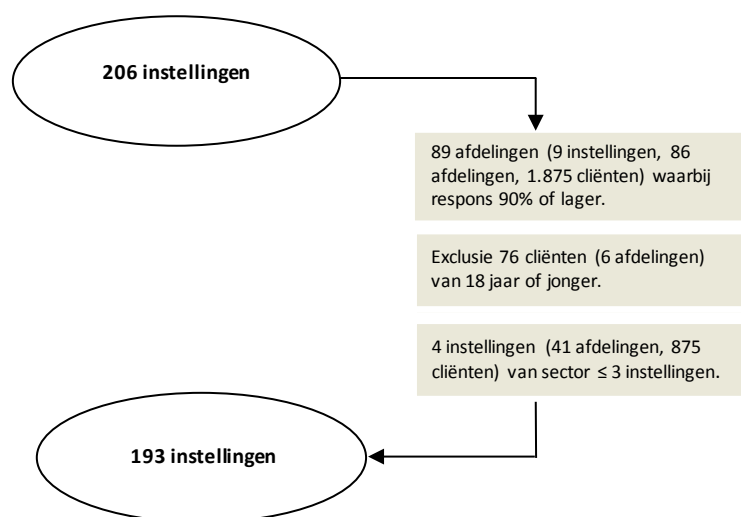 206 instellingen
89 afdelingen (9 instellingen, 86
afdelingen, 1.875 cliënten) waarbij
respons 90% of lager.
Exclusie 76 cliënten (6 afdelingen)
van 18 jaar of jonger.
4 instellingen (41 afdelingen, 875
cliënten) van sector ≤ 3 instellingen.
193 instellingen